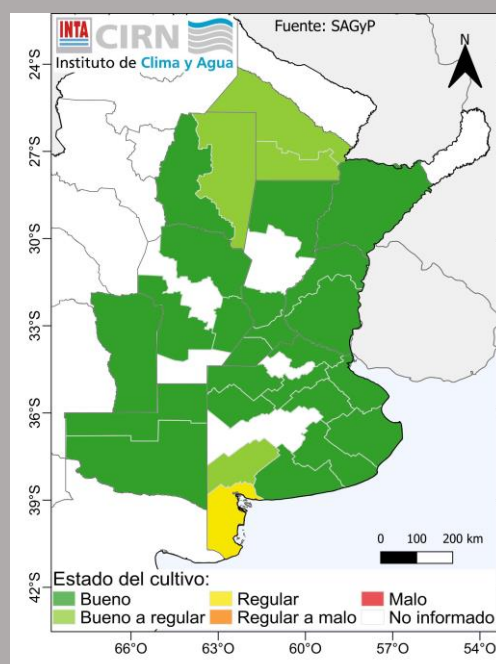 INTA CIRN
Instituto de Clima y Agua
Fuente: SAGyP
N
24°S
27°S
30°S
33°S
36°S
39°S
42°S
0 100 200 km
Estado del cultivo:
Bueno Regular Malo
Bueno a regular Regular a malo No informado
66°O 63°O 60°O 57°O 54°O